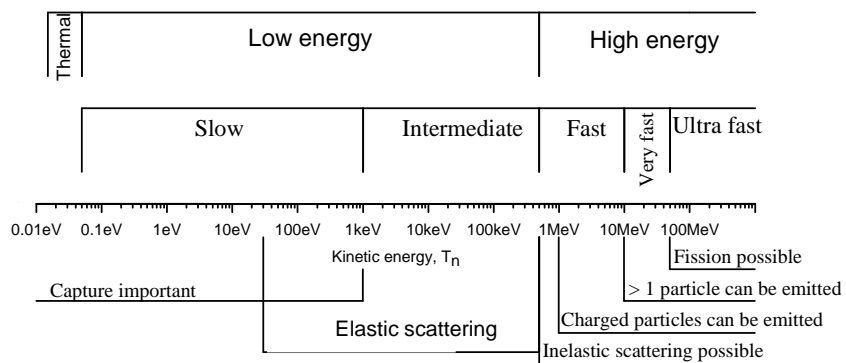 Thermal
Low energy
High energy
Slow
Intermediate
Fast
Very fast
Ultra fast
0.01eV 0.1eV 1eV 10eV 100eV 1keV 10keV 100keV 1MeV 10MeV 100MeV
Kinetic energy, Tn
Fission possible
Capture important
> 1 particle can be emitted
Elastic scattering
Charged particles can be emitted
Inelastic scattering possible